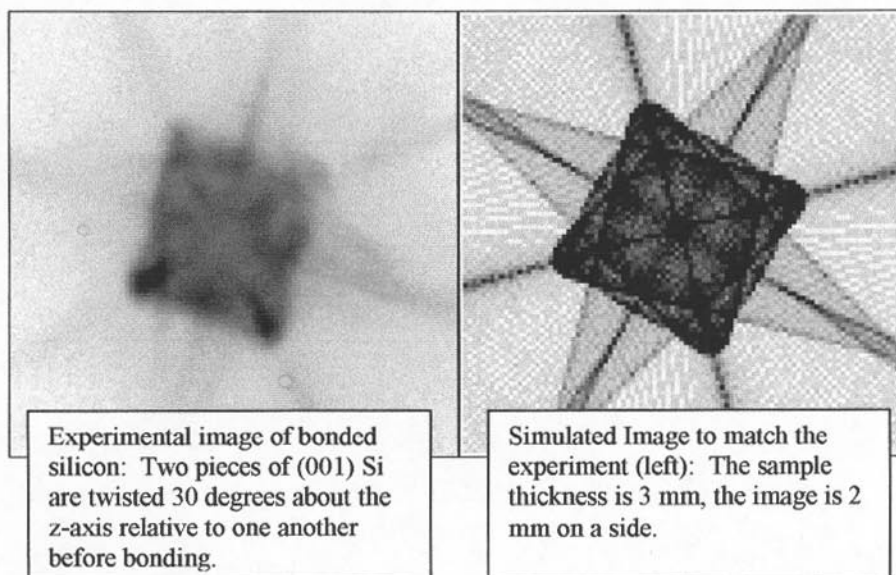 Experimental image of bonded
silicon: Two pieces of (001) Si
are twisted 30 degrees about the
z-axis relative to one another
before bonding.
Simulated Image to match the
experiment (left): The sample
thickness is 3 mm, the image is 2
mm on a side.